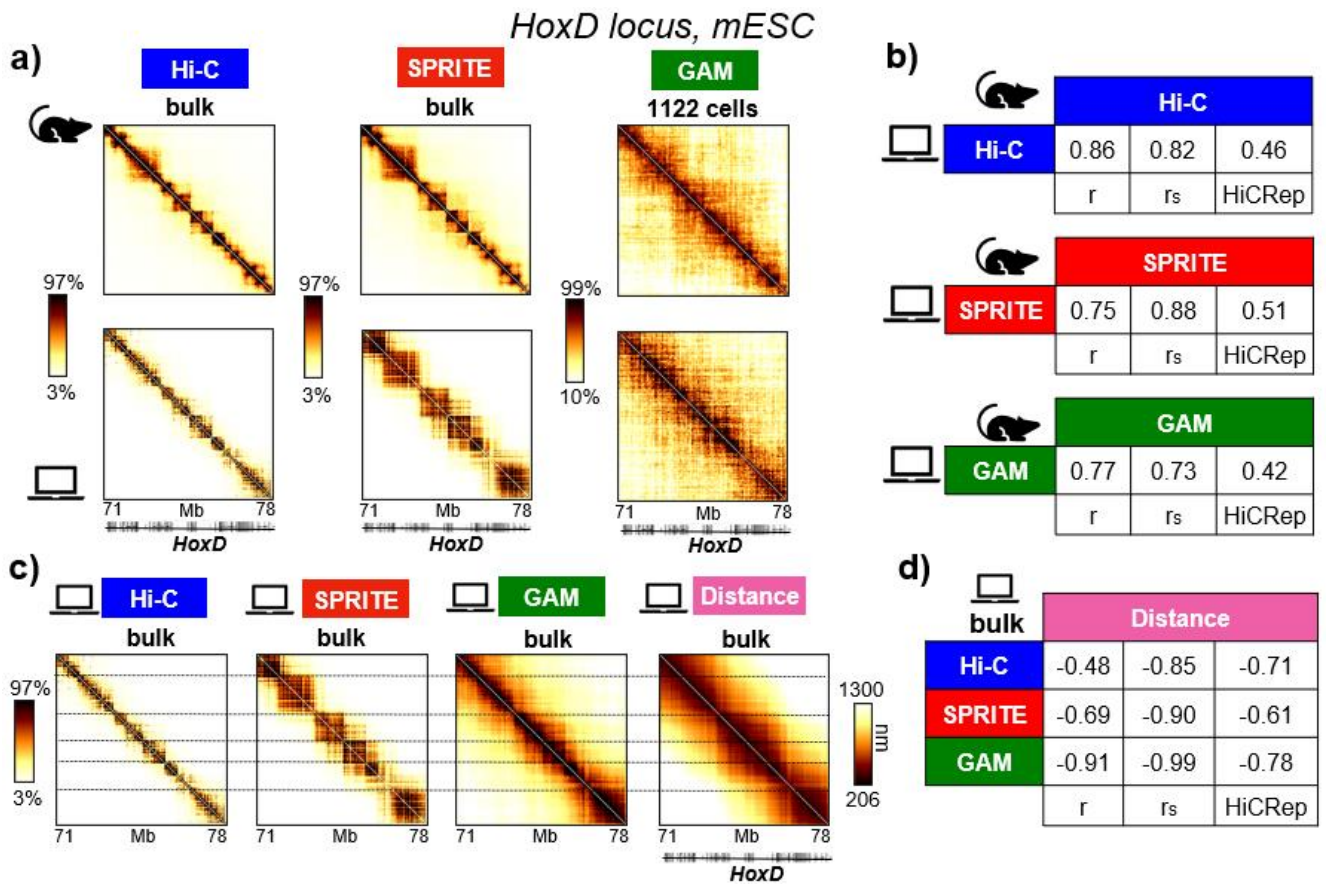 HoxD locus, mESC
a)
Hi-C
SPRITE
GAM
bulk
bulk
1122 cells
97%
3%
97%
3%
99%
10%
71 Mb 78
HoxD
71 Mb 78
HoxD
71 Mb 78
HoxD
b)
Hi-C
Hi-C 0.86 0.82 0.46
r rs HiCRep
SPRITE
SPRITE 0.75 0.88 0.51
r rs HiCRep
GAM
GAM 0.77 0.73 0.42
r rs HiCRep
c)
Hi-C
SPRITE
GAM
Distance
bulk
bulk
bulk
bulk
97%
3%
1300
nm
206
71 Mb 78
71 Mb 78
71 Mb 78
71 Mb 78
HoxD
d)
bulk
Distance
Hi-C -0.48 -0.85 -0.71
SPRITE -0.69 -0.90 -0.61
GAM -0.91 -0.99 -0.78
r rs HiCRep